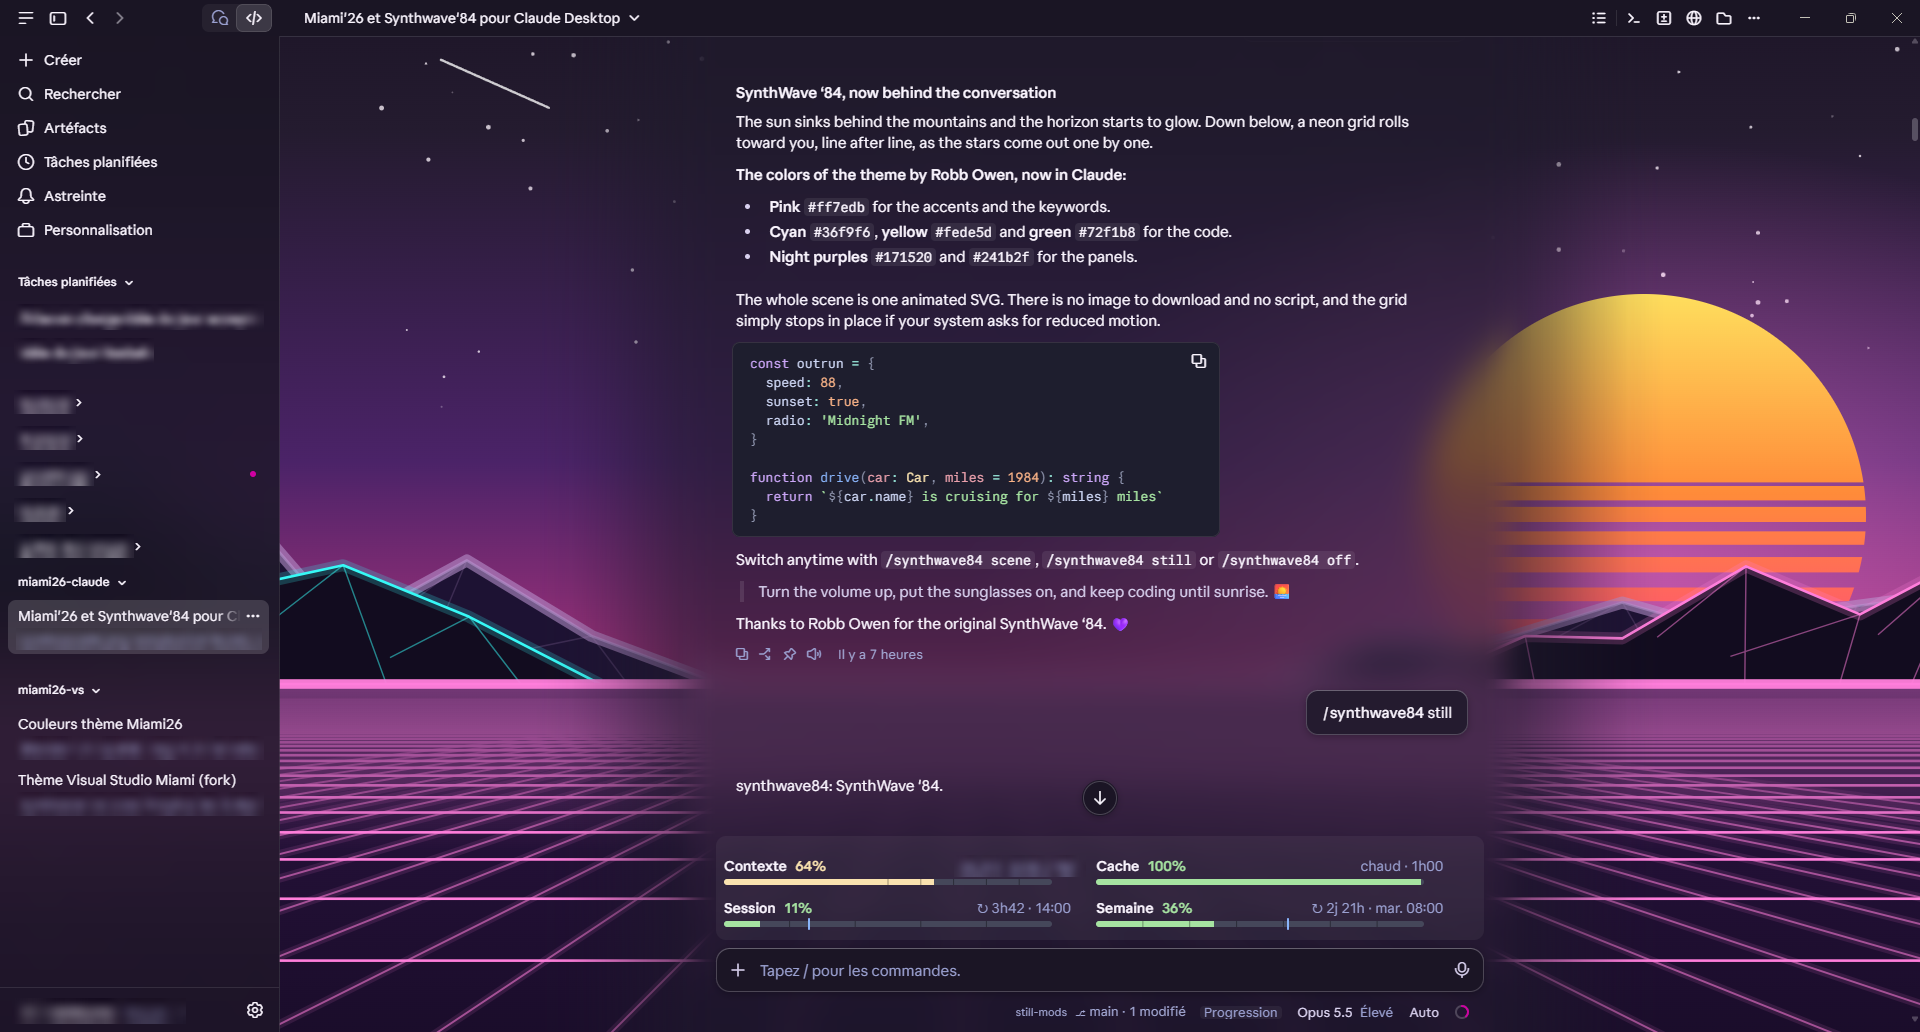 Miami'26 et Synthwave'84 pour Claude Desktop
Créer
Rechercher
Artéfacts
Tâches planifiées
Astreinte
Personnalisation
Tâches planifiées
miami26-claude
Miami'26 et Synthwave'84 pour C
miami26-vs
Couleurs thème Miami26
Thème Visual Studio Miami (fork)
SynthWave ‘84, now behind the conversation
The sun sinks behind the mountains and the horizon starts to glow. Down below, a neon grid rolls
toward you, line after line, as the stars come out one by one.
The colors of the theme by Robb Owen, now in Claude:
• Pink #ff7edb for the accents and the keywords.
• Cyan #36f9f6, yellow #fede5d and green #72f1b8 for the code.
• Night purples #171520 and #241b2f for the panels.
The whole scene is one animated SVG. There is no image to download and no script, and the grid
simply stops in place if your system asks for reduced motion.
const outrun = {
  speed: 88,
  sunset: true,
  radio: 'Midnight FM',
}
function drive(car: Car, miles = 1984): string {
  return `${car.name} is cruising for ${miles} miles`
}
Switch anytime with /synthwave84 scene, /synthwave84 still or /synthwave84 off.
Turn the volume up, put the sunglasses on, and keep coding until sunrise. 🌅
Thanks to Robb Owen for the original SynthWave ‘84. 💜
Il y a 7 heures
/synthwave84 still
synthwave84: SynthWave ‘84.
Contexte 64%
Cache 100% chaud · 1h00
Session 11% ↻ 3h42 · 14:00
Semaine 36% ↻ 2j 21h · mar. 08:00
Tapez / pour les commandes.
still-mods main · 1 modifié Progression Opus 5.5 Élevé Auto